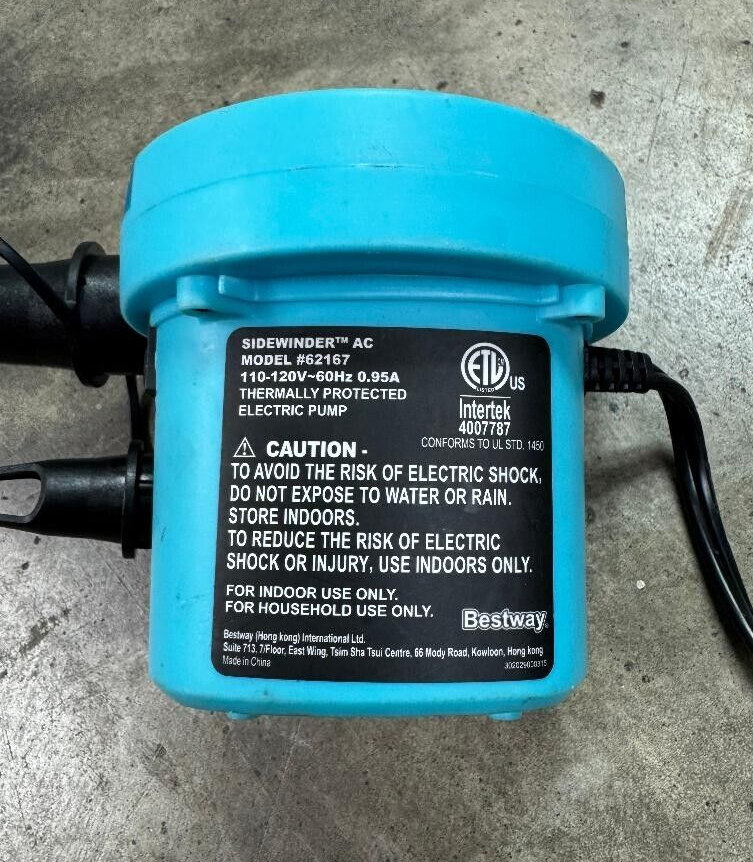 SIDEWINDER™ AC
MODEL #62167
110-120V~60Hz 0.95A
THERMALLY PROTECTED
ELECTRIC PUMP
ETL
LISTED
CM
US
Intertek
4007787
CONFORMS TO UL STD. 1450
⚠ CAUTION -
TO AVOID THE RISK OF ELECTRIC SHOCK,
DO NOT EXPOSE TO WATER OR RAIN.
STORE INDOORS.
TO REDUCE THE RISK OF ELECTRIC
SHOCK OR INJURY, USE INDOORS ONLY.
FOR INDOOR USE ONLY.
FOR HOUSEHOLD USE ONLY.
Bestway®
Bestway (Hong kong) International Ltd.
Suite 713, 7/Floor, East Wing, Tsim Sha Tsui Centre, 66 Mody Road, Kowloon, Hong kong
Made in China